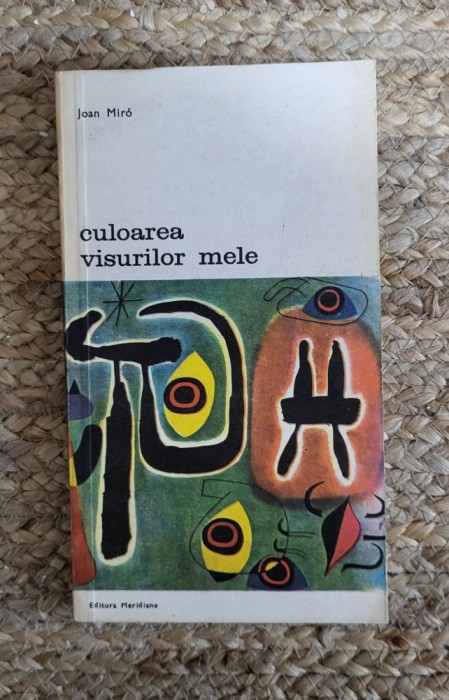 Joan Miró
culoarea
visurilor mele
Editura Meridiane